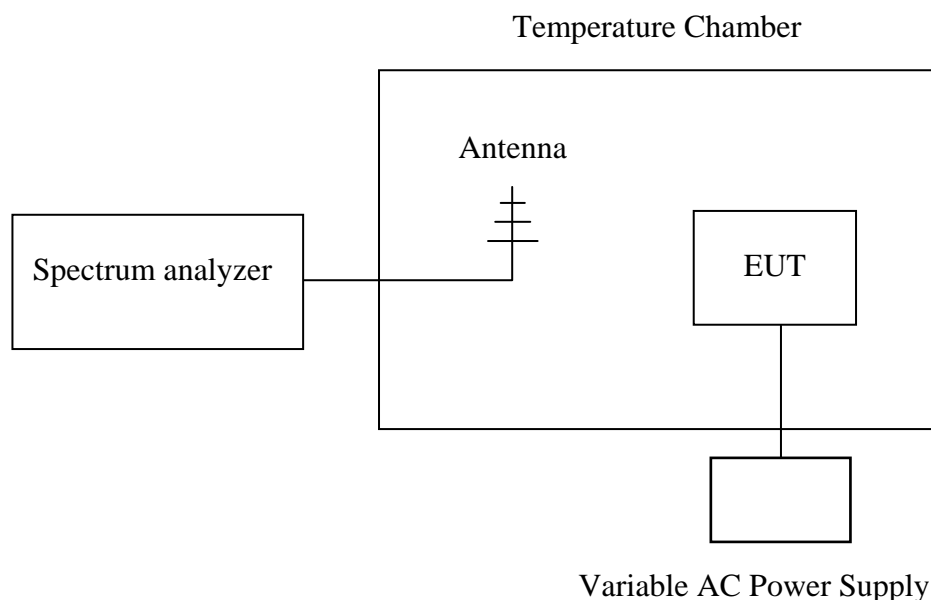 Temperature Chamber
Antenna
Spectrum analyzer
EUT
Variable AC Power Supply